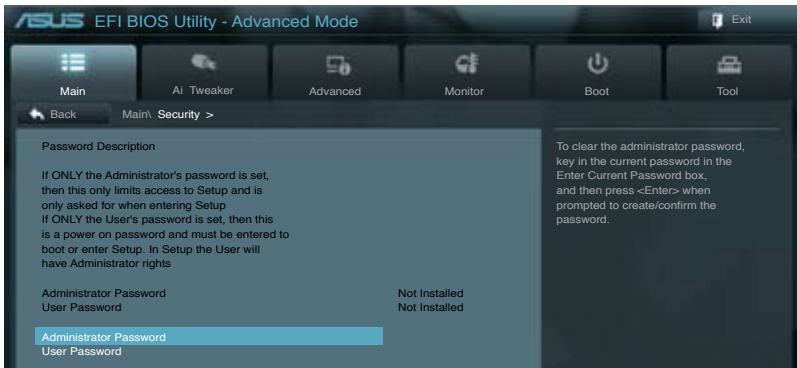 ASUS EFI BIOS Utility - Advanced Mode
Exit
Main
Ai Tweaker
Advanced
Monitor
Boot
Tool
Back
Main\ Security >
Password Description
If ONLY the Administrator's password is set,
then this only limits access to Setup and is
only asked for when entering Setup
If ONLY the User's password is set, then this
is a power on password and must be entered to
boot or enter Setup. In Setup the User will
have Administrator rights
Administrator Password Not Installed
User Password Not Installed
Administrator Password
User Password
To clear the administrator password,
key in the current password in the
Enter Current Password box,
and then press <Enter> when
prompted to create/confirm the
password.